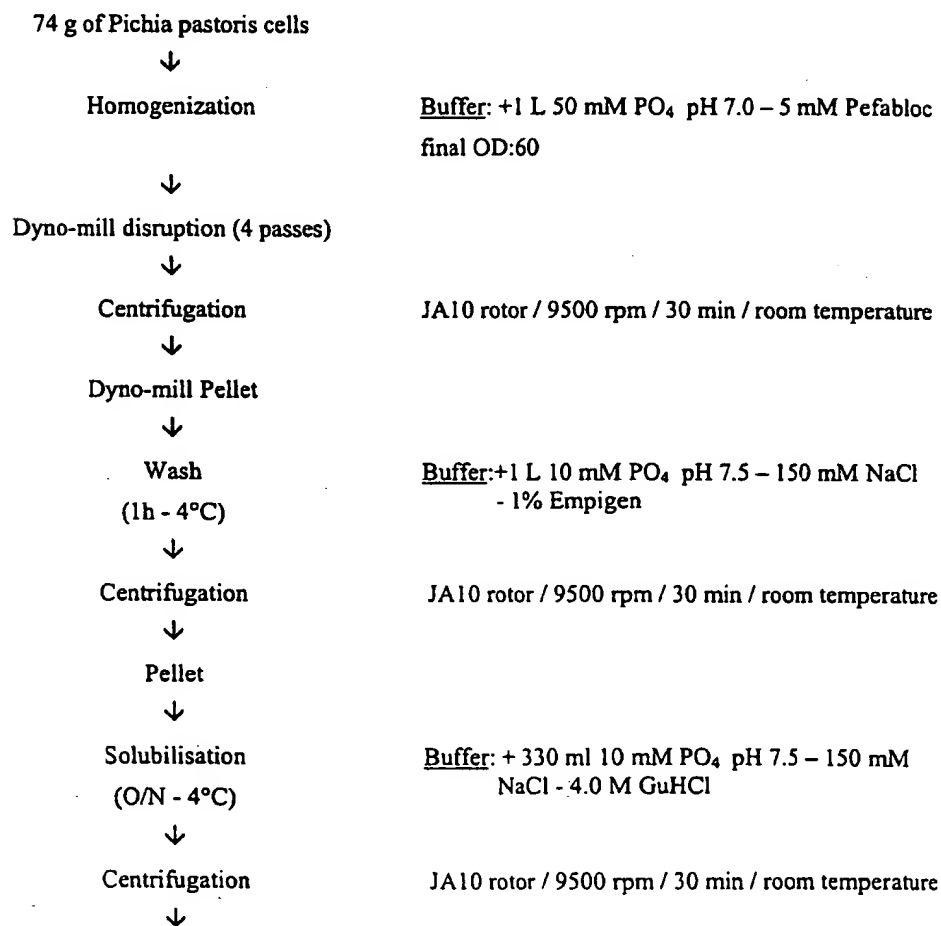 74 g of Pichia pastoris cells
↓
Homogenization Buffer: +1 L 50 mM PO₄ pH 7.0 – 5 mM Pefabloc
final OD:60
↓
Dyno-mill disruption (4 passes)
↓
Centrifugation JA10 rotor / 9500 rpm / 30 min / room temperature
↓
Dyno-mill Pellet
↓
Wash Buffer:+1 L 10 mM PO₄ pH 7.5 – 150 mM NaCl
(1h - 4°C) - 1% Empigen
↓
Centrifugation JA10 rotor / 9500 rpm / 30 min / room temperature
↓
Pellet
↓
Solubilisation Buffer: + 330 ml 10 mM PO₄ pH 7.5 – 150 mM
(O/N - 4°C) NaCl - 4.0 M GuHCl
↓
Centrifugation JA10 rotor / 9500 rpm / 30 min / room temperature
↓